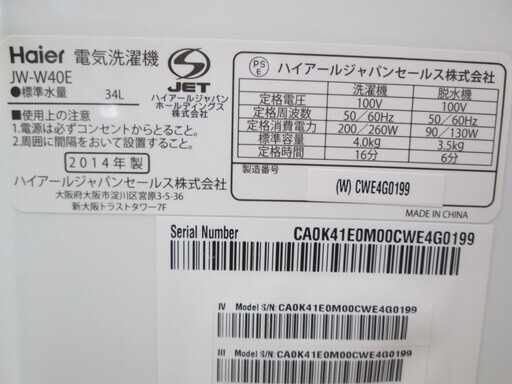 Haier 電気洗濯機
JW-W40E
●標準水量 34L
S
JET
ハイアールジャパン
ホールディングス
株式会社
■使用上の注意
1.電源は必ずコンセントからとること。
2.周囲に間隔をおいて設置すること。
2014年製
ハイアールジャパンセールス株式会社
大阪府大阪市淀川区宮原3-5-36
新大阪トラストタワー7F
PS
E
ハイアールジャパンセールス株式会社
洗濯機 脱水機
定格電圧 100V 100V
定格周波数 50/60Hz 50/60Hz
定格消費電力 200/260W 90/130W
標準容量 4.0kg 3.5kg
定格時間 16分 6分
製造番号
(W) CWE4G0199
MADE IN CHINA
Serial Number CA0K41E0M00CWE4G0199
IV Model S/N: CA0K41E0M00CWE4G0199
III Model S/N: CA0K41E0M00CWE4G0199